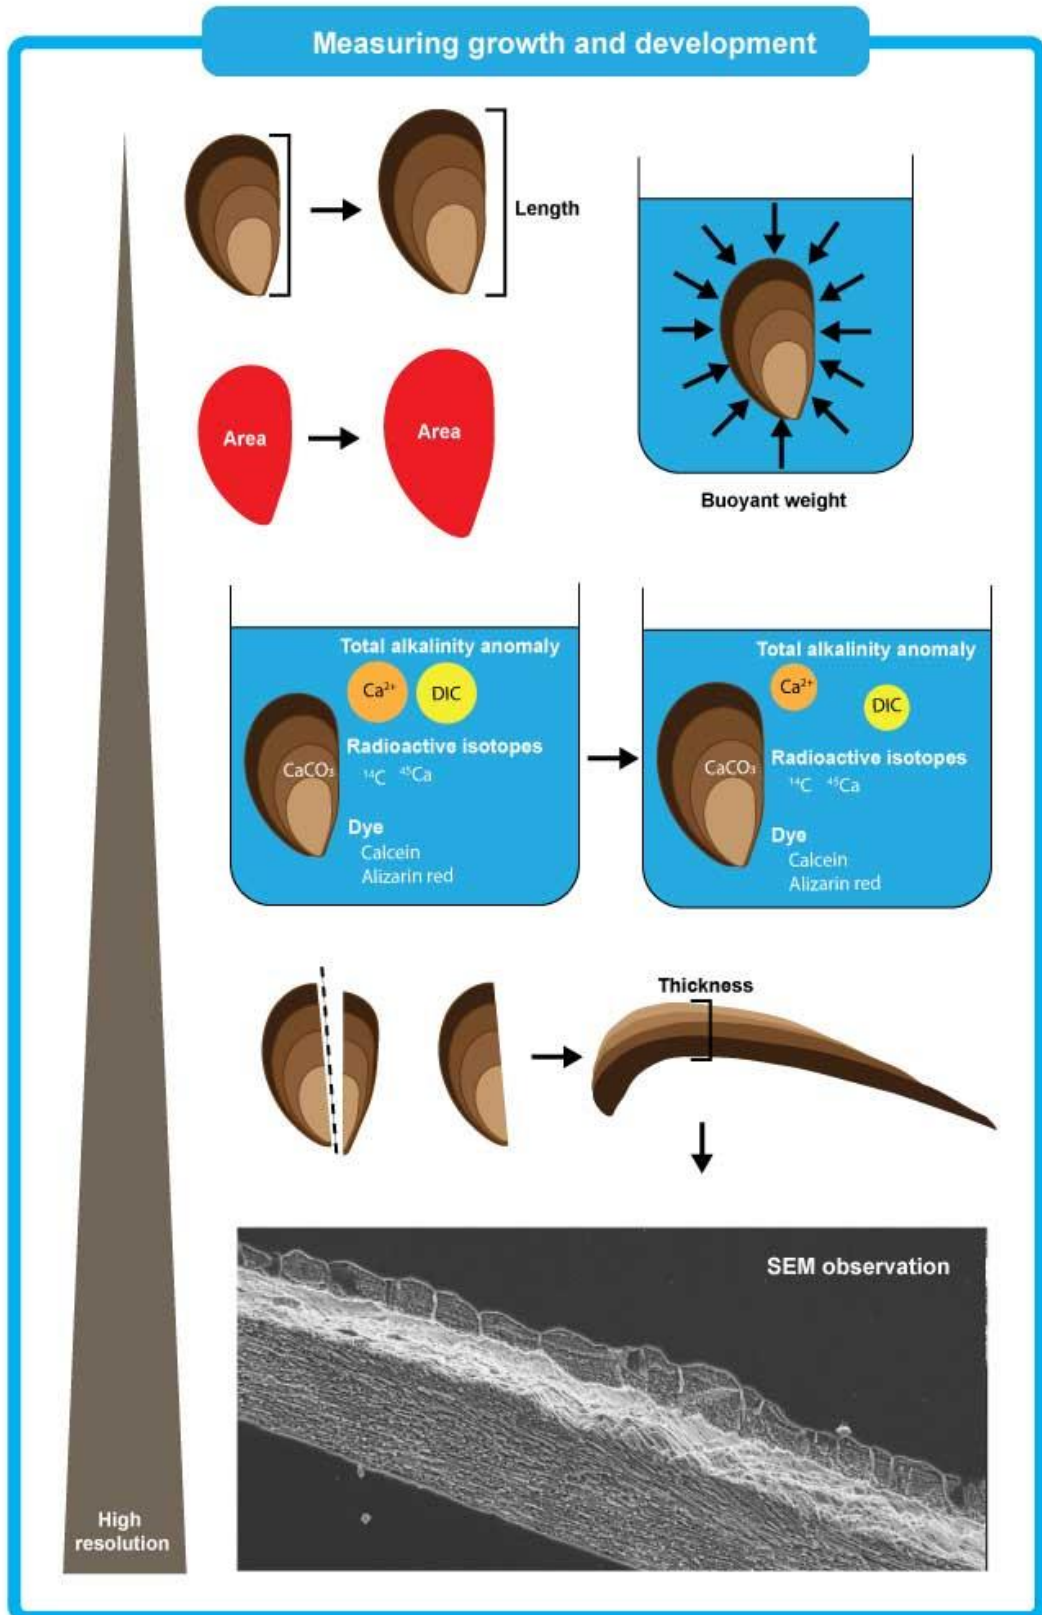 Measuring growth and development
Length
Area
Area
Buoyant weight
Total alkalinity anomaly
Ca²⁺ DIC
Radioactive isotopes
CaCO₃
¹⁴C ⁴⁵Ca
Dye
Calcein
Alizarin red
Total alkalinity anomaly
Ca²⁺
DIC
Radioactive isotopes
CaCO₃
¹⁴C ⁴⁵Ca
Dye
Calcein
Alizarin red
Thickness
SEM observation
High
resolution